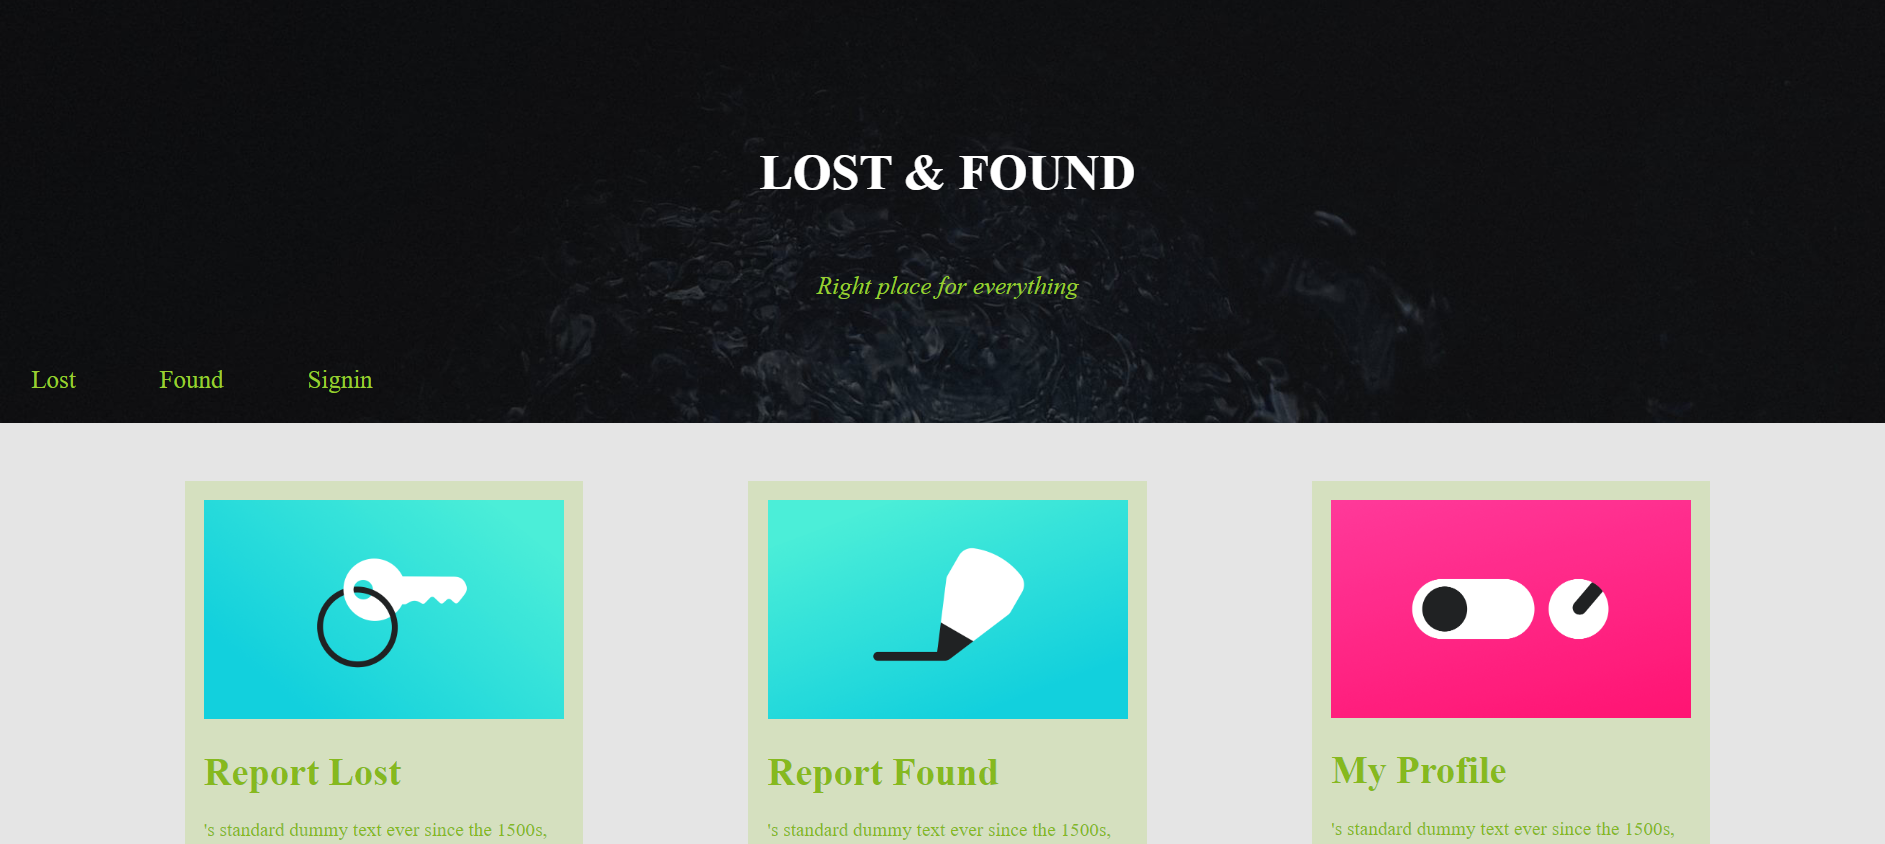 LOST & FOUND
Right place for everything
Lost
Found
Signin
Report Lost
's standard dummy text ever since the 1500s,
Report Found
's standard dummy text ever since the 1500s,
My Profile
's standard dummy text ever since the 1500s,